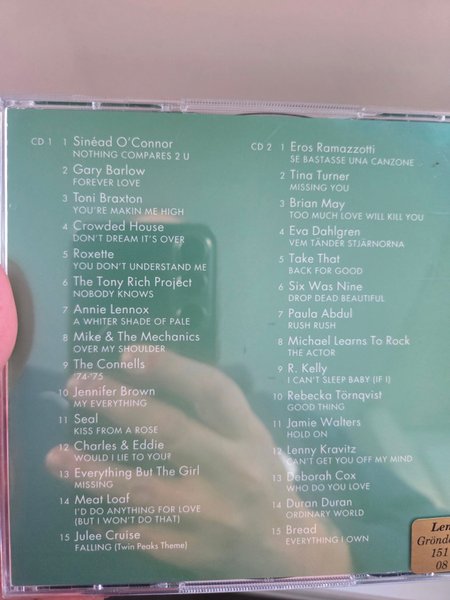 CD 1 1 Sinéad O'Connor
NOTHING COMPARES 2 U
2 Gary Barlow
FOREVER LOVE
3 Toni Braxton
YOU'RE MAKIN ME HIGH
4 Crowded House
DON'T DREAM IT'S OVER
5 Roxette
YOU DON'T UNDERSTAND ME
6 The Tony Rich Project
NOBODY KNOWS
7 Annie Lennox
A WHITER SHADE OF PALE
8 Mike & The Mechanics
OVER MY SHOULDER
9 The Connells
'74-'75
10 Jennifer Brown
MY EVERYTHING
11 Seal
KISS FROM A ROSE
12 Charles & Eddie
WOULD I LIE TO YOU?
13 Everything But The Girl
MISSING
14 Meat Loaf
I'D DO ANYTHING FOR LOVE
(BUT I WON'T DO THAT)
15 Julee Cruise
FALLING (Twin Peaks Theme)
CD 2 1 Eros Ramazzotti
SE BASTASSE UNA CANZONE
2 Tina Turner
MISSING YOU
3 Brian May
TOO MUCH LOVE WILL KILL YOU
4 Eva Dahlgren
VEM TÄNDER STJÄRNORNA
5 Take That
BACK FOR GOOD
6 Six Was Nine
DROP DEAD BEAUTIFUL
7 Paula Abdul
RUSH RUSH
8 Michael Learns To Rock
THE ACTOR
9 R. Kelly
I CAN'T SLEEP BABY (IF I)
10 Rebecka Törnqvist
GOOD THING
11 Jamie Walters
HOLD ON
12 Lenny Kravitz
CAN'T GET YOU OFF MY MIND
13 Deborah Cox
WHO DO YOU LOVE
14 Duran Duran
ORDINARY WORLD
15 Bread
EVERYTHING I OWN
Len
Grönda
151
08